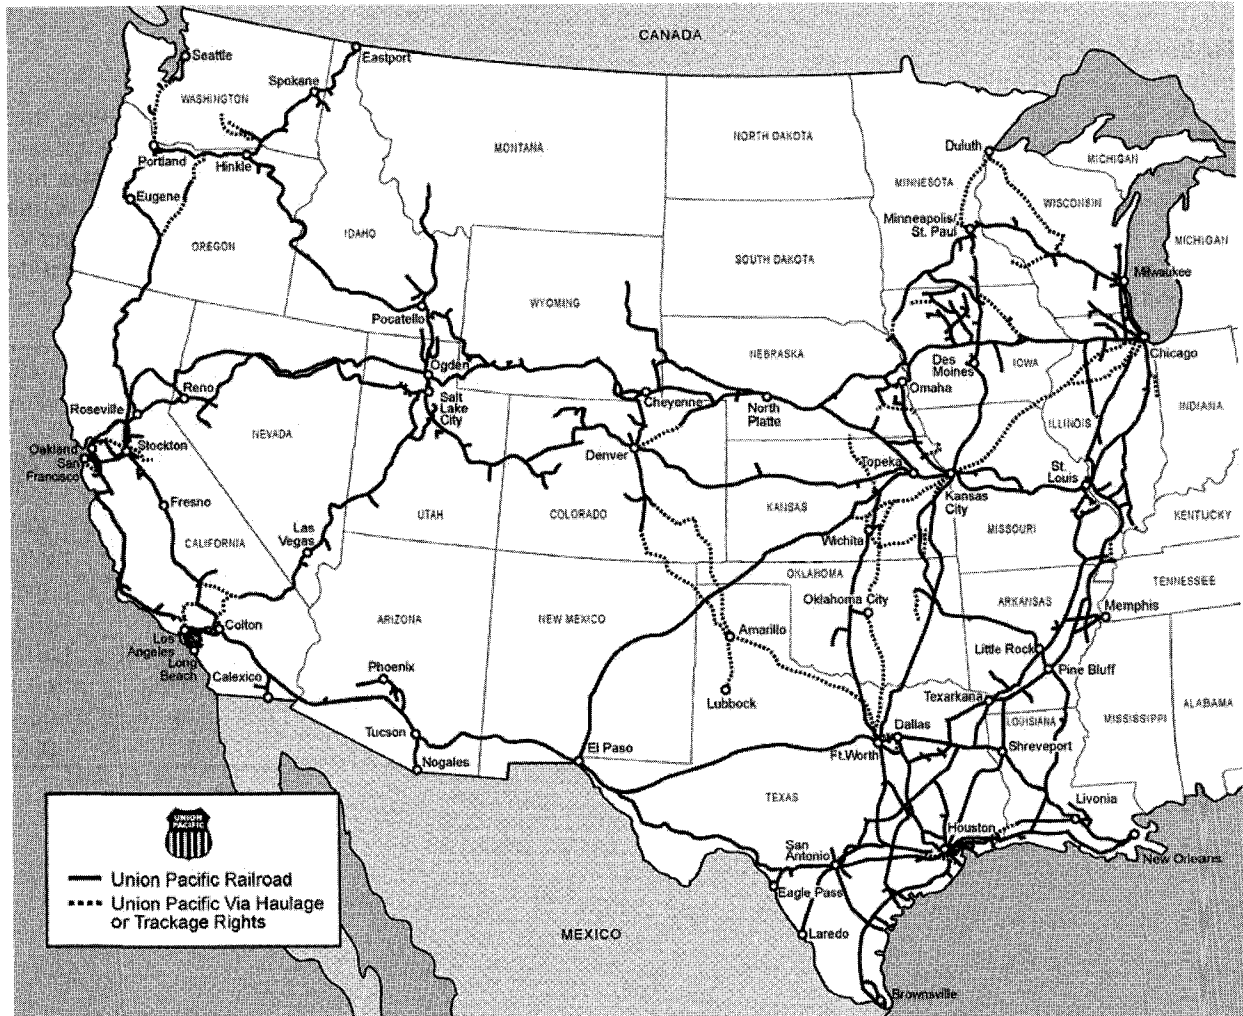 CANADA
Seattle
Eastport
Spokane
WASHINGTON
MONTANA
NORTH DAKOTA
Duluth
MICHIGAN
Portland
Hinkle
MINNESOTA
Eugene
WISCONSIN
Minneapolis/
St. Paul
IDAHO
OREGON
MICHIGAN
SOUTH DAKOTA
Milwaukee
WYOMING
Pocatello
NEBRASKA
Chicago
Ogden
Des
Moines
IOWA
Reno
Omaha
Salt
Lake
City
Cheyenne
North
Platte
Roseville
INDIANA
NEVADA
ILLINOIS
Oakland
San
Francisco
Stockton
Denver
Topeka
St.
Louis
Fresno
Kansas
City
UTAH
COLORADO
KANSAS
KENTUCKY
Las
Vegas
MISSOURI
CALIFORNIA
Wichita
OKLAHOMA
TENNESSEE
Oklahoma City
ARKANSAS
Memphis
ARIZONA
NEW MEXICO
Colton
Amarillo
Los
Angeles
Long
Beach
Little Rock
Phoenix
Pine Bluff
Calexico
Lubbock
Texarkana
ALABAMA
MISSISSIPPI
LOUISIANA
Tucson
Dallas
El Paso
Shreveport
Ft. Worth
Nogales
TEXAS
Livonia
UNION
PACIFIC
Houston
San
Antonio
New Orleans
Union Pacific Railroad
Eagle Pass
Union Pacific Via Haulage
or Trackage Rights
MEXICO
Laredo
Brownsville